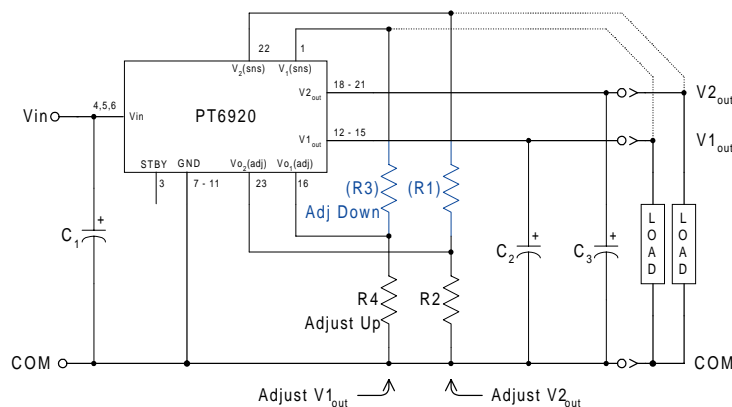 22 1
V2(sns) V1(sns)
18 - 21
V2out
V2out
4,5,6
Vin
Vin
PT6920
12 - 15
V1out
V1out
STBY GND Vo2(adj) Vo1(adj)
3 7 - 11 23 16
(R3) (R1)
Adj Down
+
C1
+
C2
+
C3
LOAD
LOAD
R4 R2
Adjust Up
COM
COM
Adjust V1out
Adjust V2out